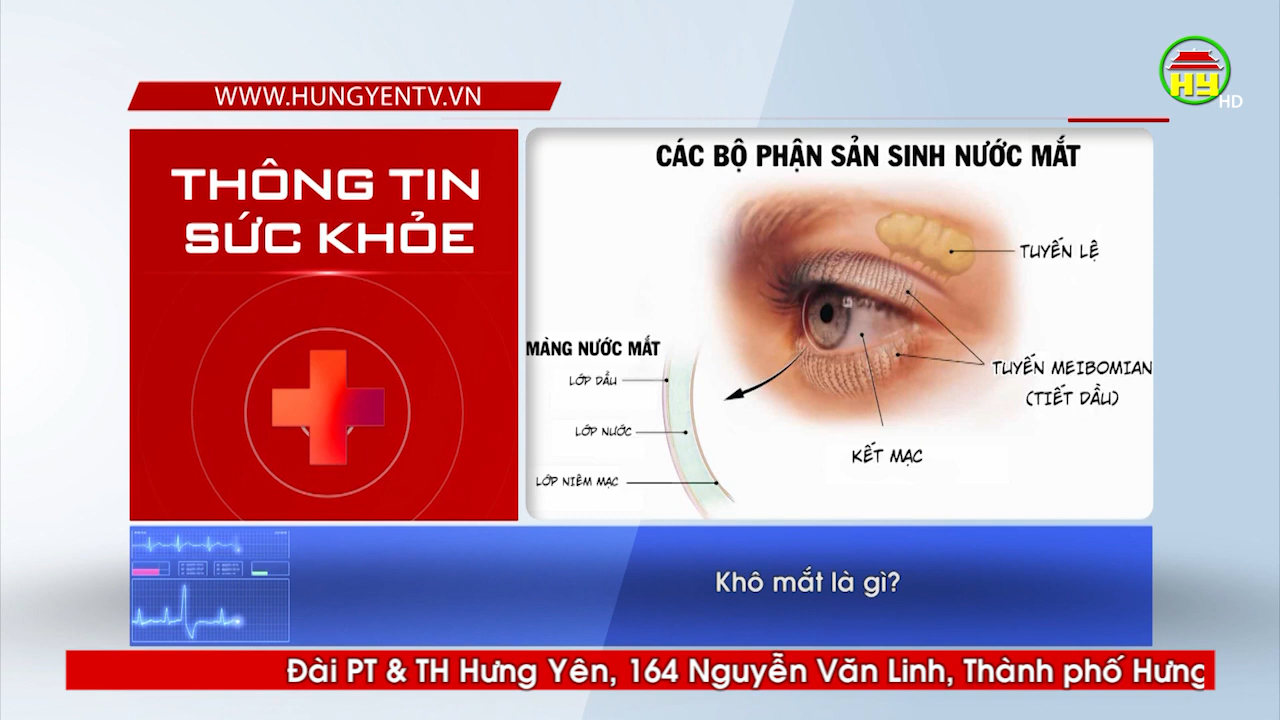 WWW.HUNGYENTV.VN
HY
HD
THÔNG TIN
SỨC KHỎE
CÁC BỘ PHẬN SẢN SINH NƯỚC MẮT
TUYẾN LỆ
MÀNG NƯỚC MẮT
LỚP DẦU
TUYẾN MEIBOMIAN
(TIẾT DẦU)
LỚP NƯỚC
KẾT MẠC
LỚP NIÊM MẠC
Khô mắt là gì?
Đài PT & TH Hưng Yên, 164 Nguyễn Văn Linh, Thành phố Hưng